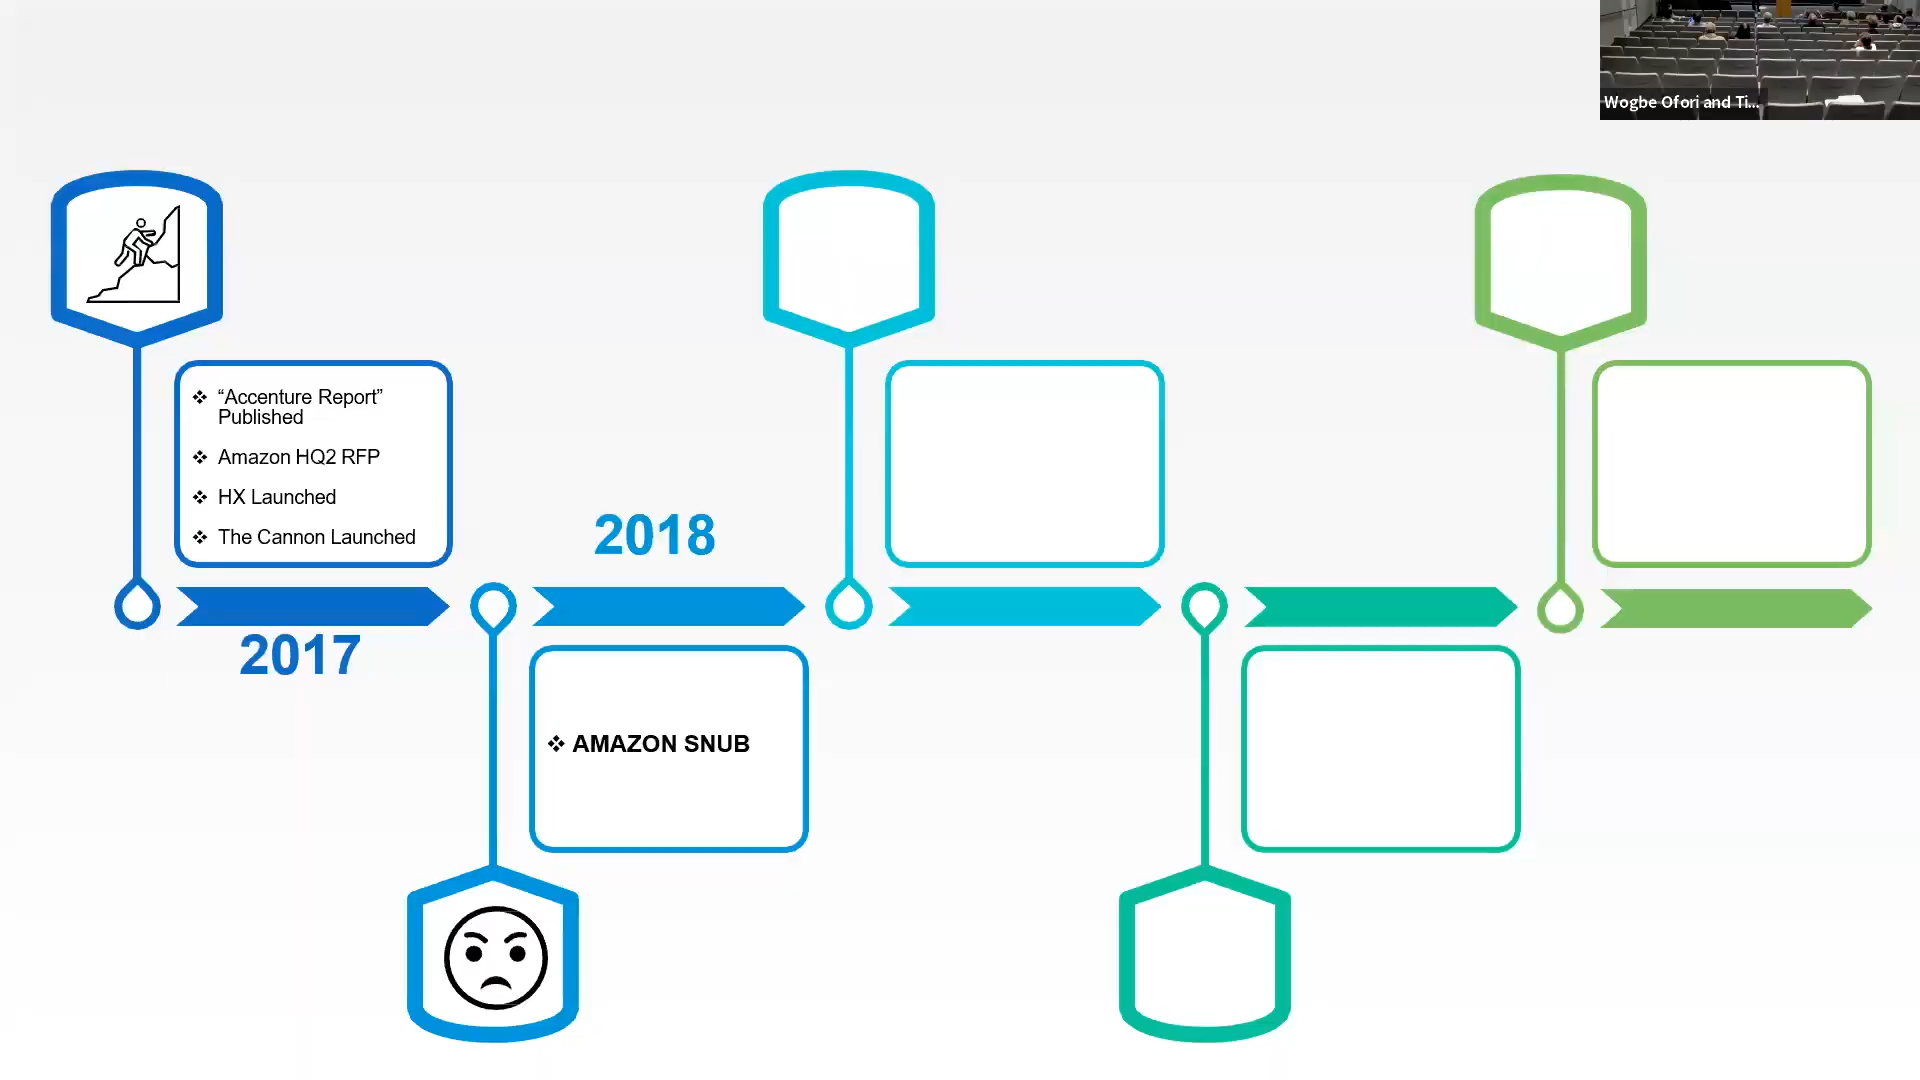 Wogbe Ofori and Ti...
❖ “Accenture Report”
Published
❖ Amazon HQ2 RFP
❖ HX Launched
❖ The Cannon Launched
2018
2017
❖ AMAZON SNUB